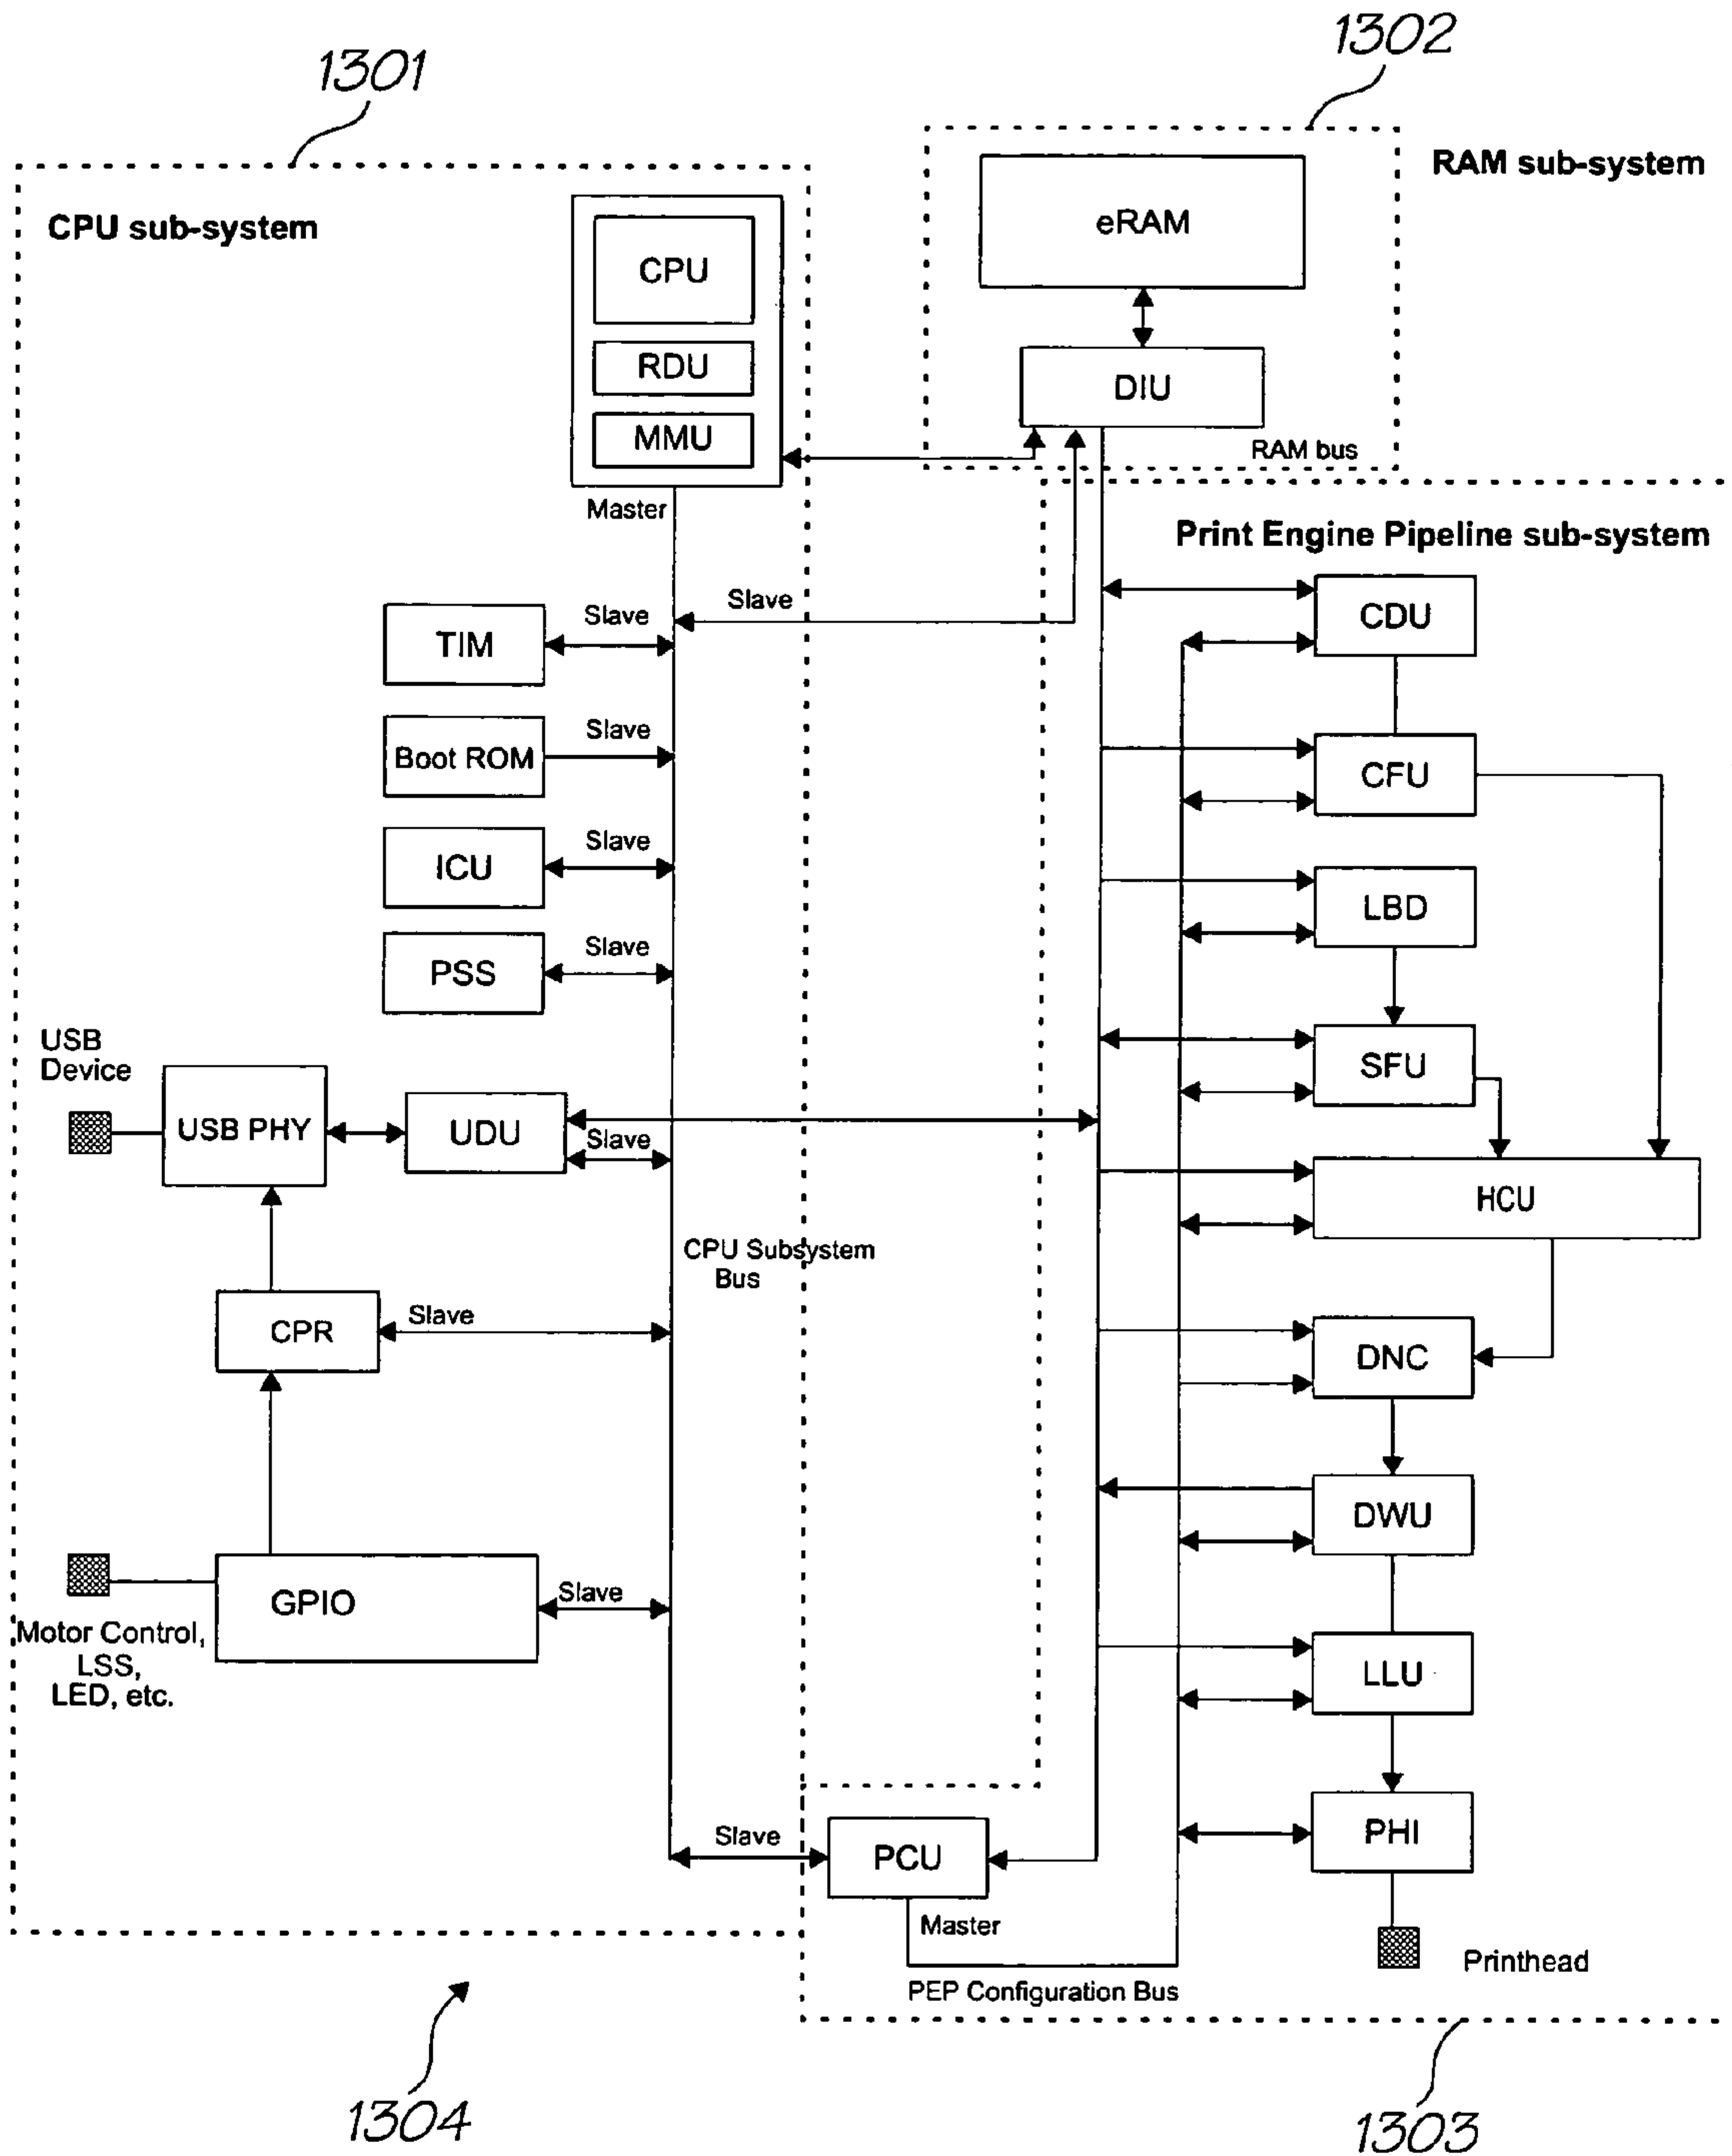 1301
1302
CPU sub-system
CPU
RDU
MMU
Master
RAM sub-system
eRAM
DIU
RAM bus
Print Engine Pipeline sub-system
Slave
TIM
Slave
Boot ROM
Slave
ICU
Slave
PSS
Slave
USB
Device
USB PHY
UDU
Slave
CPU Subsystem
Bus
CPR
Slave
GPIO
Slave
Motor Control,
LSS,
LED, etc.
CDU
CFU
LBD
SFU
HCU
DNC
DWU
LLU
PHI
Slave
PCU
Master
PEP Configuration Bus
Printhead
1304
1303